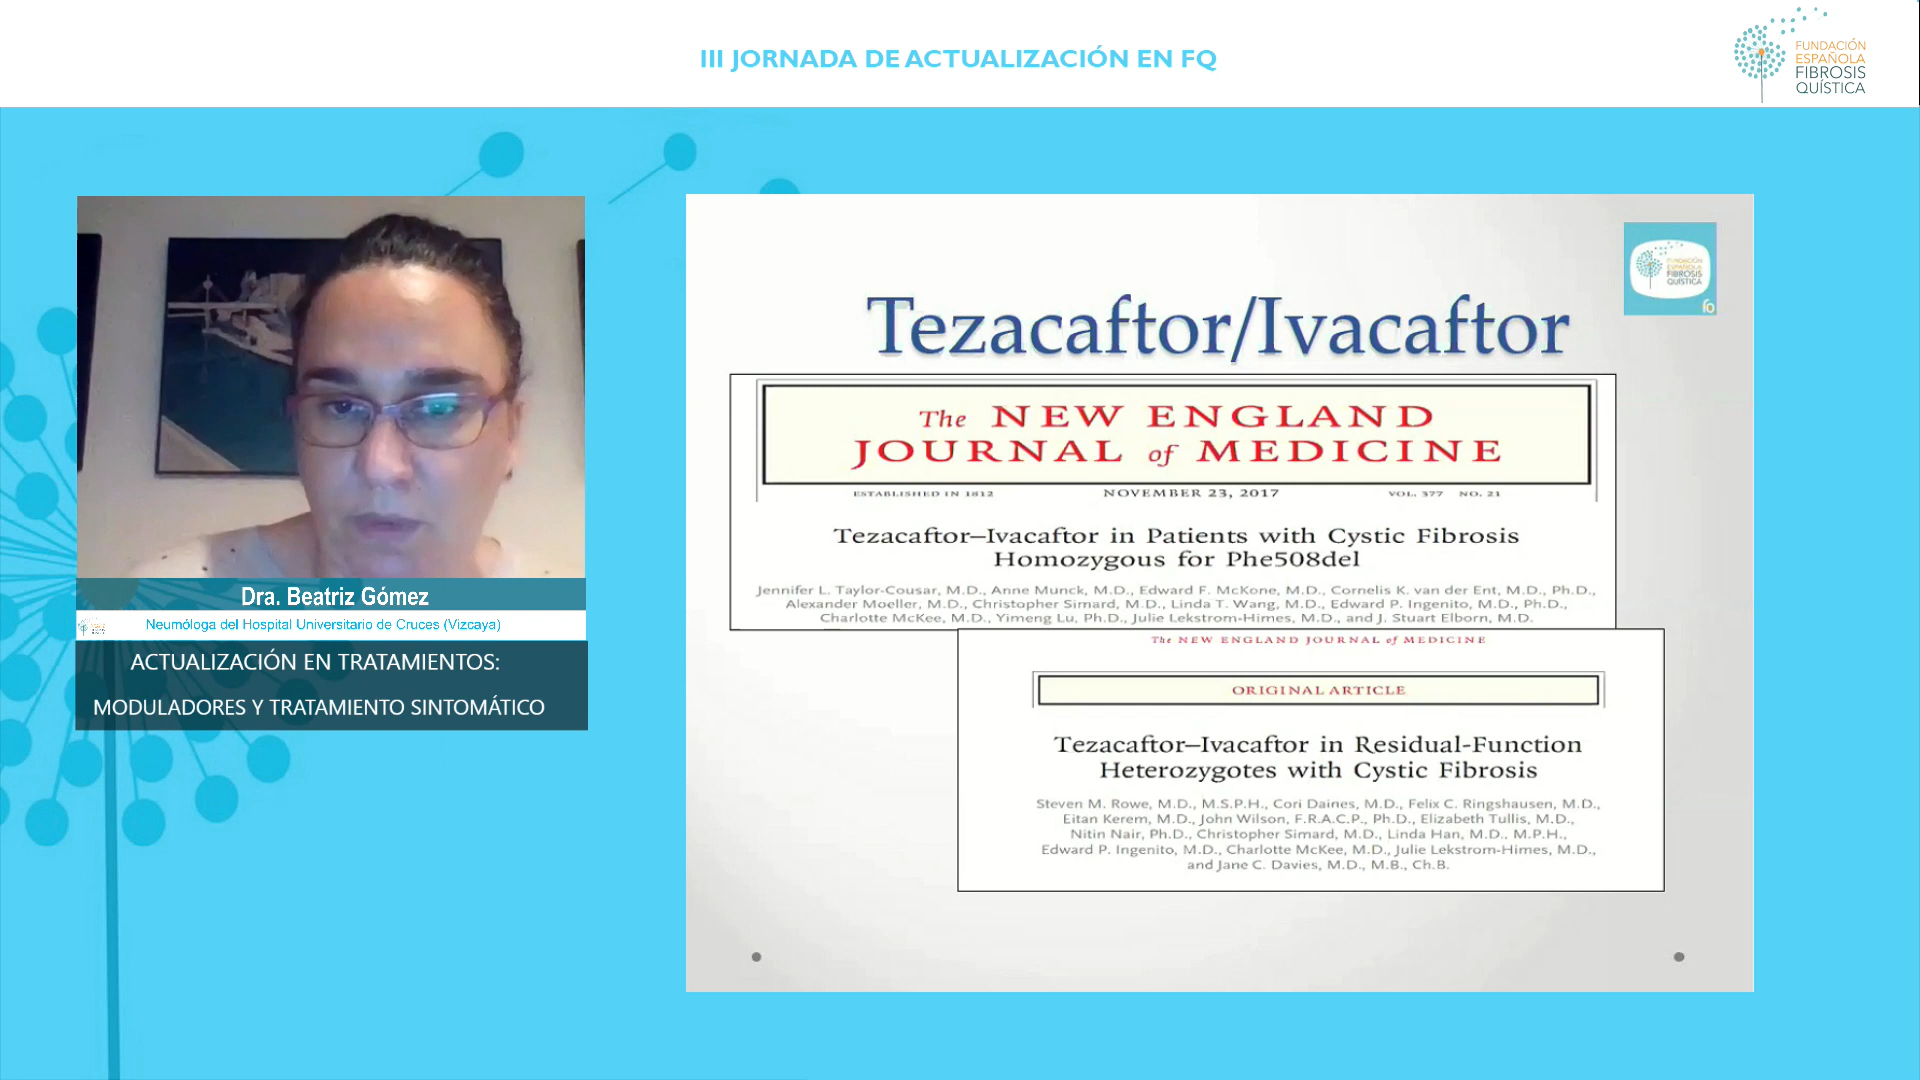 III JORNADA DE ACTUALIZACIÓN EN FQ
FUNDACIÓN
ESPAÑOLA
FIBROSIS
QUÍSTICA
Dra. Beatriz Gómez
Neumóloga del Hospital Universitario de Cruces (Vizcaya)
ACTUALIZACIÓN EN TRATAMIENTOS:
MODULADORES Y TRATAMIENTO SINTOMÁTICO
FUNDACIÓN
ESPAÑOLA
FIBROSIS
QUÍSTICA
fo
Tezacaftor/Ivacaftor
The NEW ENGLAND
JOURNAL of MEDICINE
ESTABLISHED IN 1812 NOVEMBER 23, 2017 VOL. 377 NO. 21
Tezacaftor–Ivacaftor in Patients with Cystic Fibrosis
Homozygous for Phe508del
Jennifer L. Taylor-Cousar, M.D., Anne Munck, M.D., Edward F. McKone, M.D., Cornelis K. van der Ent, M.D., Ph.D.,
Alexander Moeller, M.D., Christopher Simard, M.D., Linda T. Wang, M.D., Edward P. Ingenito, M.D., Ph.D.,
Charlotte McKee, M.D., Yimeng Lu, Ph.D., Julie Lekstrom-Himes, M.D., and J. Stuart Elborn, M.D.
The NEW ENGLAND JOURNAL of MEDICINE
ORIGINAL ARTICLE
Tezacaftor–Ivacaftor in Residual-Function
Heterozygotes with Cystic Fibrosis
Steven M. Rowe, M.D., M.S.P.H., Cori Daines, M.D., Felix C. Ringshausen, M.D.,
Eitan Kerem, M.D., John Wilson, F.R.A.C.P., Ph.D., Elizabeth Tullis, M.D.,
Nitin Nair, Ph.D., Christopher Simard, M.D., Linda Han, M.D., M.P.H.,
Edward P. Ingenito, M.D., Charlotte McKee, M.D., Julie Lekstrom-Himes, M.D.,
and Jane C. Davies, M.D., M.B., Ch.B.